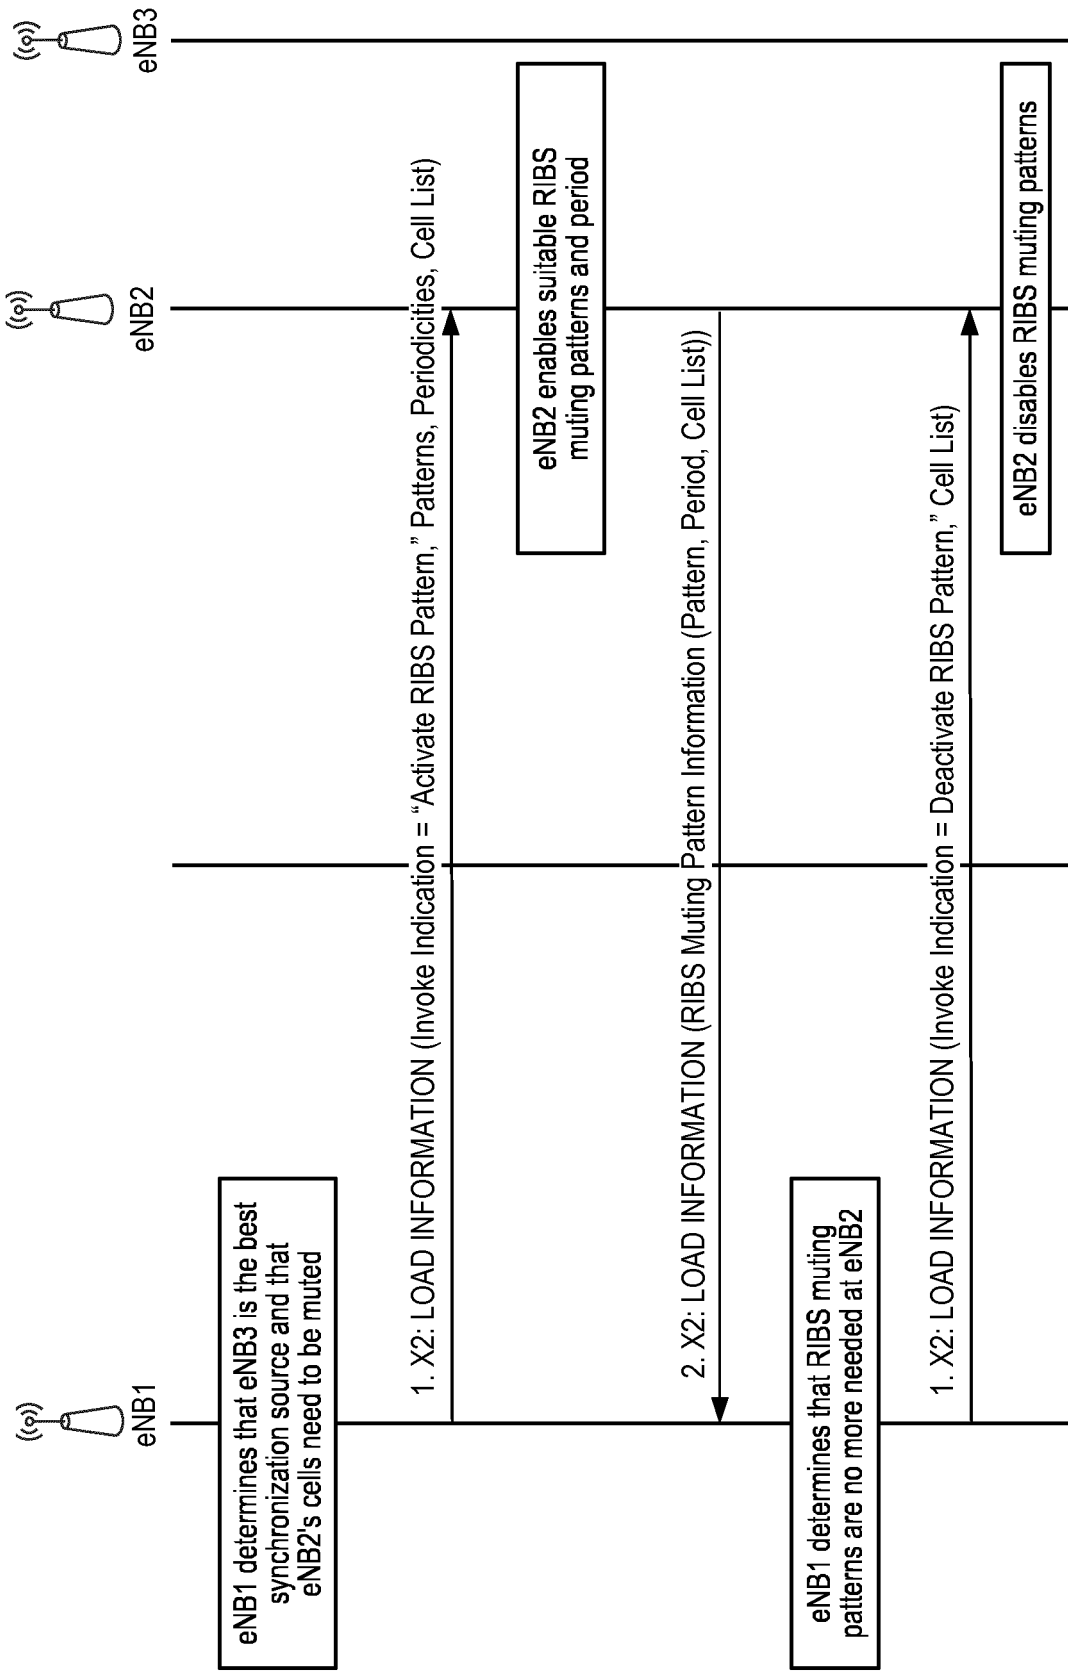 eNB1
eNB2
eNB3
eNB1 determines that eNB3 is the best
synchronization source and that
eNB2's cells need to be muted
1. X2: LOAD INFORMATION (Invoke Indication = “Activate RIBS Pattern,” Patterns, Periodicities, Cell List)
eNB2 enables suitable RIBS
muting patterns and period
2. X2: LOAD INFORMATION (RIBS Muting Pattern Information (Pattern, Period, Cell List))
eNB1 determines that RIBS muting
patterns are no more needed at eNB2
1. X2: LOAD INFORMATION (Invoke Indication = Deactivate RIBS Pattern,” Cell List)
eNB2 disables RIBS muting patterns